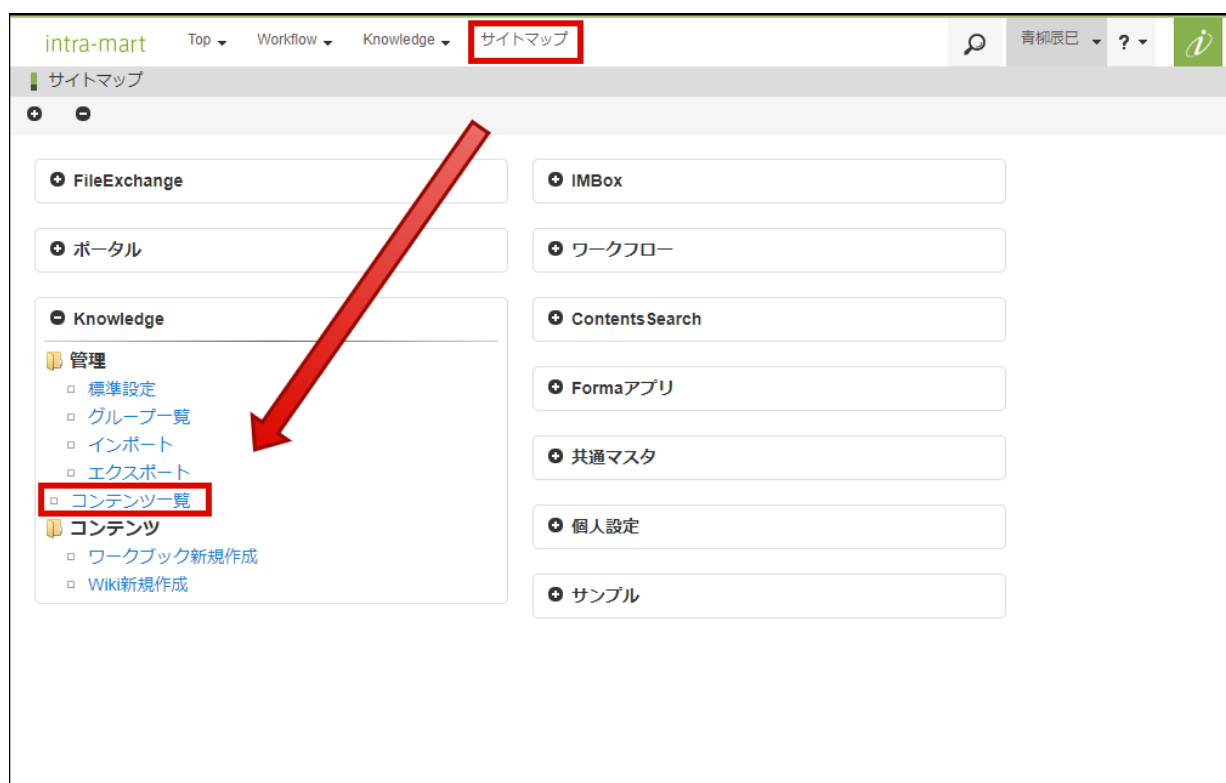 intra-mart Top Workflow Knowledge サイトマップ 青柳辰巳 ?
サイトマップ
FileExchange
ポータル
Knowledge
管理
標準設定
グループ一覧
インポート
エクスポート
コンテンツ一覧
コンテンツ
ワークブック新規作成
Wiki新規作成
IMBox
ワークフロー
ContentsSearch
Formaアプリ
共通マスタ
個人設定
サンプル